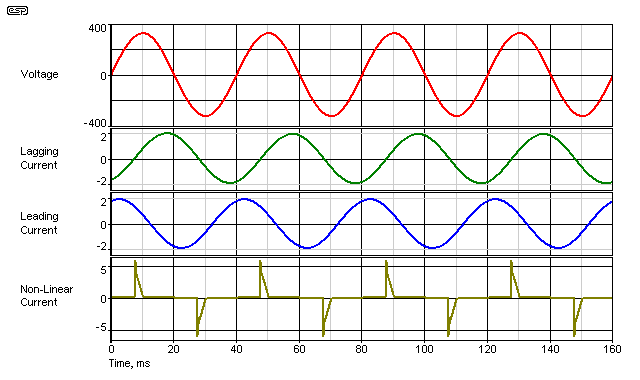 esp
400
Voltage
0
-400
2
Lagging
0
Current
-2
2
Leading
0
Current
-2
5
Non-Linear
0
Current
-5
0 20 40 60 80 100 120 140 160
Time, ms